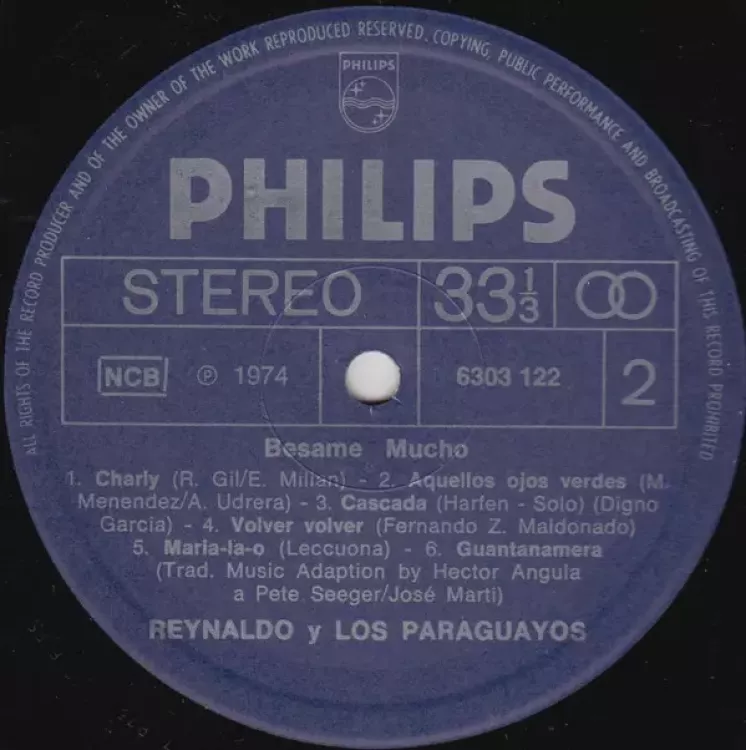 ALL RIGHTS OF THE RECORD PRODUCER AND OF THE OWNER OF THE WORK REPRODUCED RESERVED. COPYING, PUBLIC PERFORMANCE AND BROADCASTING OF THIS RECORD PROHIBITED
PHILIPS
PHILIPS
STEREO 33 1/3
NCB ℗ 1974 6303 122 2
Besame Mucho
1. Charly (R. Gil/E. Milian) - 2. Aquellos ojos verdes (M.
Menendez/A. Udrera) - 3. Cascada (Harfen - Solo) (Digno
Garcia) - 4. Volver volver (Fernando Z. Maldonado)
5. Maria-la-o (Leccuona) - 6. Guantanamera
(Trad. Music Adaption by Hector Angula
a Pete Seeger/José Marti)
REYNALDO y LOS PARAGUAYOS